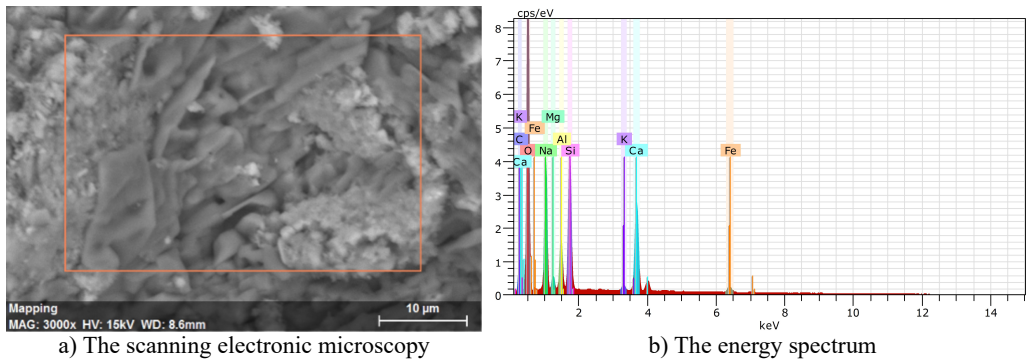 Mapping
MAG: 3000x HV: 15kV WD: 8.6mm
10 µm
a) The scanning electronic microscopy
cps/eV
8
7
6
5
4
3
2
1
0
K
Mg
Fe
C
Al
K
O
Na
Si
Ca
Fe
Ca
2
4
6
8
10
12
14
keV
b) The energy spectrum